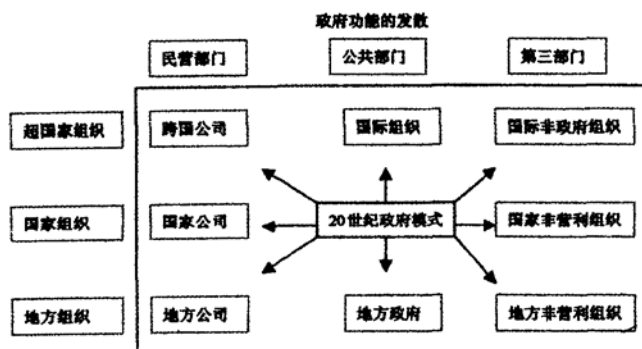 政府功能的发散
民营部门 公共部门 第三部门
超国家组织 跨国公司 国际组织 国际非政府组织
国家组织 国家公司 20世纪政府模式 国家非营利组织
地方组织 地方公司 地方政府 地方非营利组织